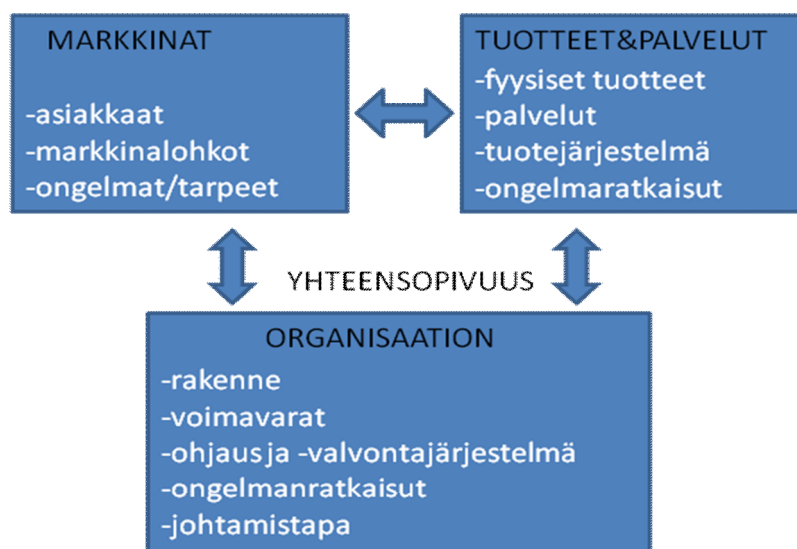 MARKKINAT
-asiakkaat
-markkinalohkot
-ongelmat/tarpeet
TUOTTEET&PALVELUT
-fyysiset tuotteet
-palvelut
-tuotejärjestelmä
-ongelmaratkaisut
YHTEENSOPIVUUS
ORGANISAATION
-rakenne
-voimavarat
-ohjaus ja -valvontajärjestelmä
-ongelmanratkaisut
-johtamistapa